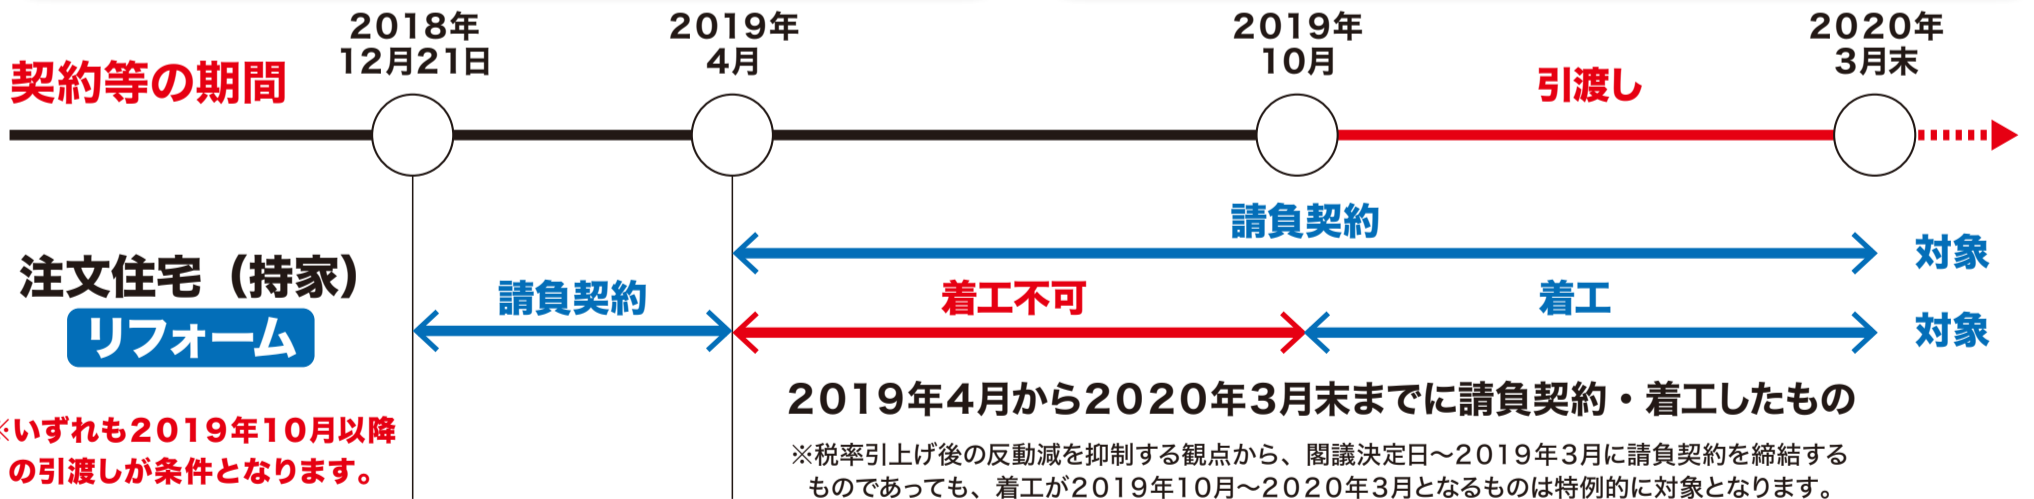 2018年
12月21日
2019年
4月
2019年
10月
2020年
3月末
契約等の期間
引渡し
請負契約
対象
注文住宅（持家）
リフォーム
請負契約
着工不可
着工
対象
2019年4月から2020年3月末までに請負契約・着工したもの
※いずれも2019年10月以降
の引渡しが条件となります。
※税率引上げ後の反動減を抑制する観点から、閣議決定日～2019年3月に請負契約を締結する
ものであっても、着工が2019年10月～2020年3月となるものは特例的に対象となります。